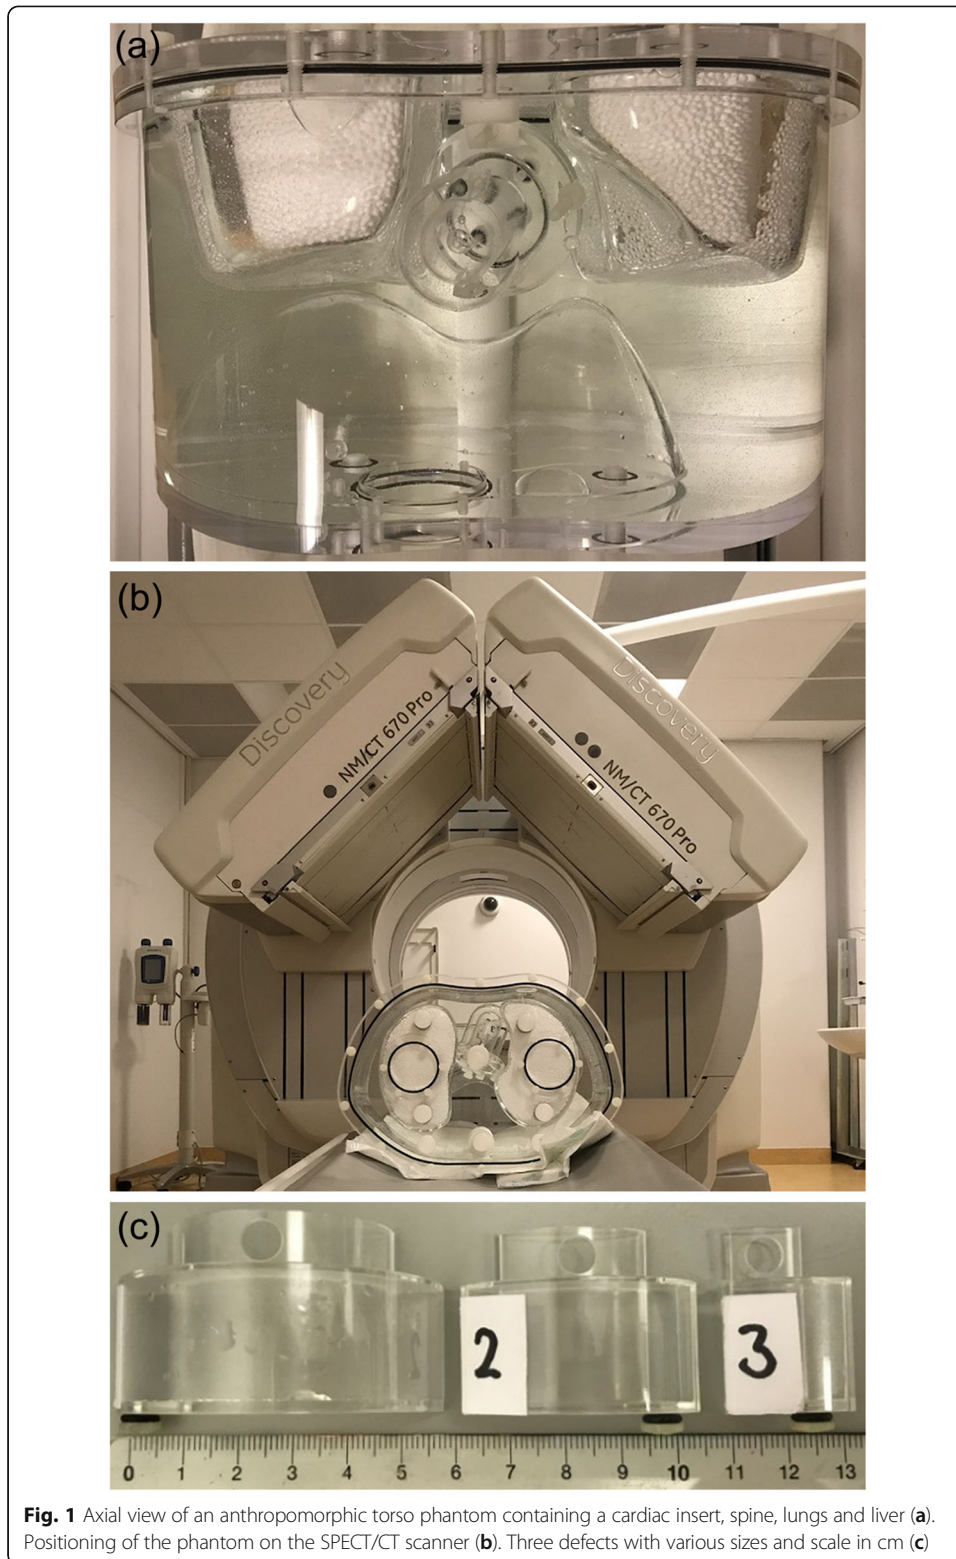 (a)
(b)
Discovery
NM/CT 670 Pro
Discovery
NM/CT 670 Pro
(c)
2
3
0 1 2 3 4 5 6 7 8 9 10 11 12 13
Fig. 1 Axial view of an anthropomorphic torso phantom containing a cardiac insert, spine, lungs and liver (a).
Positioning of the phantom on the SPECT/CT scanner (b). Three defects with various sizes and scale in cm (c)